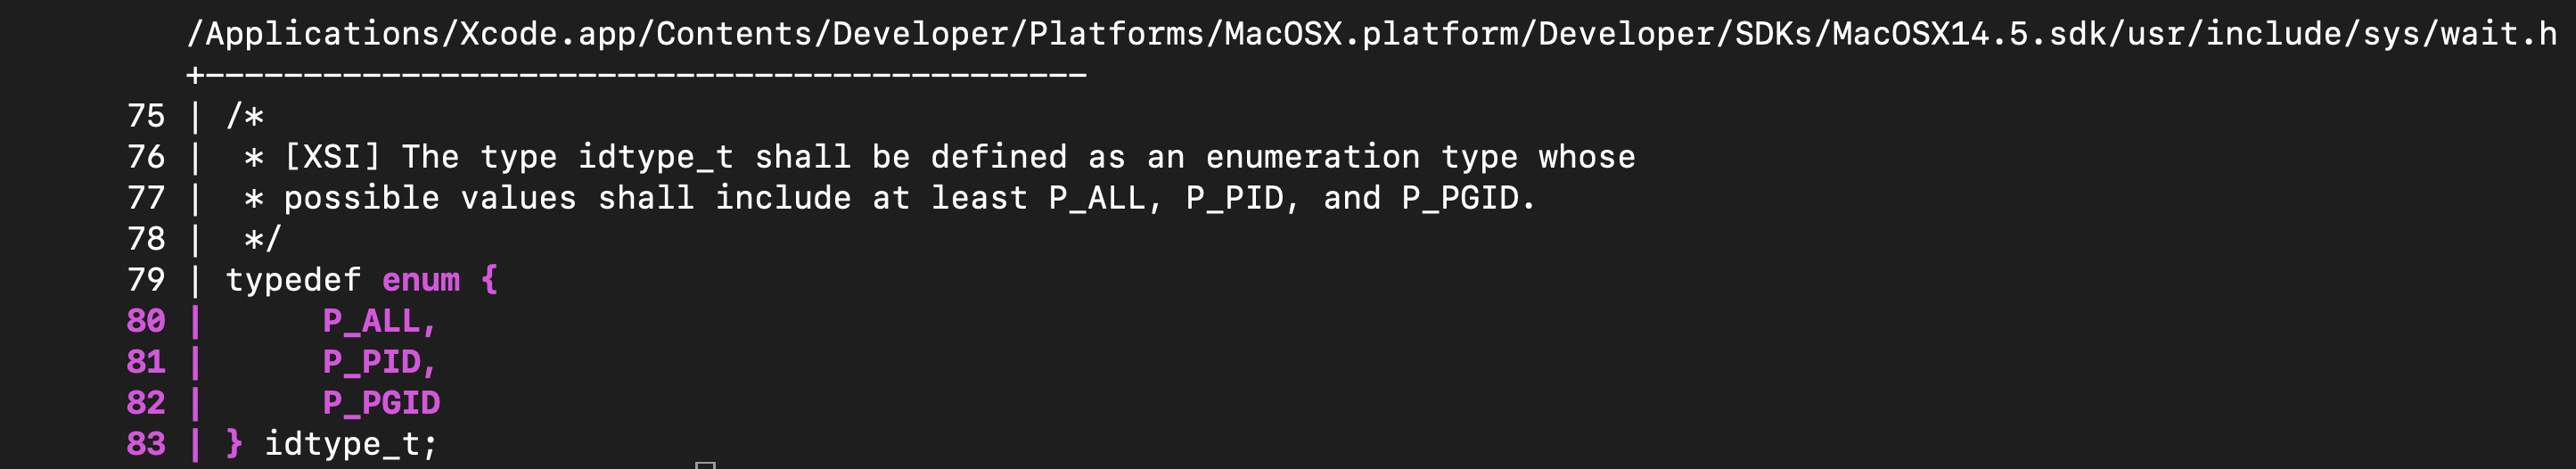 /Applications/Xcode.app/Contents/Developer/Platforms/MacOSX.platform/Developer/SDKs/MacOSX14.5.sdk/usr/include/sys/wait.h
+---------------------------------------------
75 | /*
76 |  * [XSI] The type idtype_t shall be defined as an enumeration type whose
77 |  * possible values shall include at least P_ALL, P_PID, and P_PGID.
78 |  */
79 | typedef enum {
80 |      P_ALL,
81 |      P_PID,
82 |      P_PGID
83 | } idtype_t;